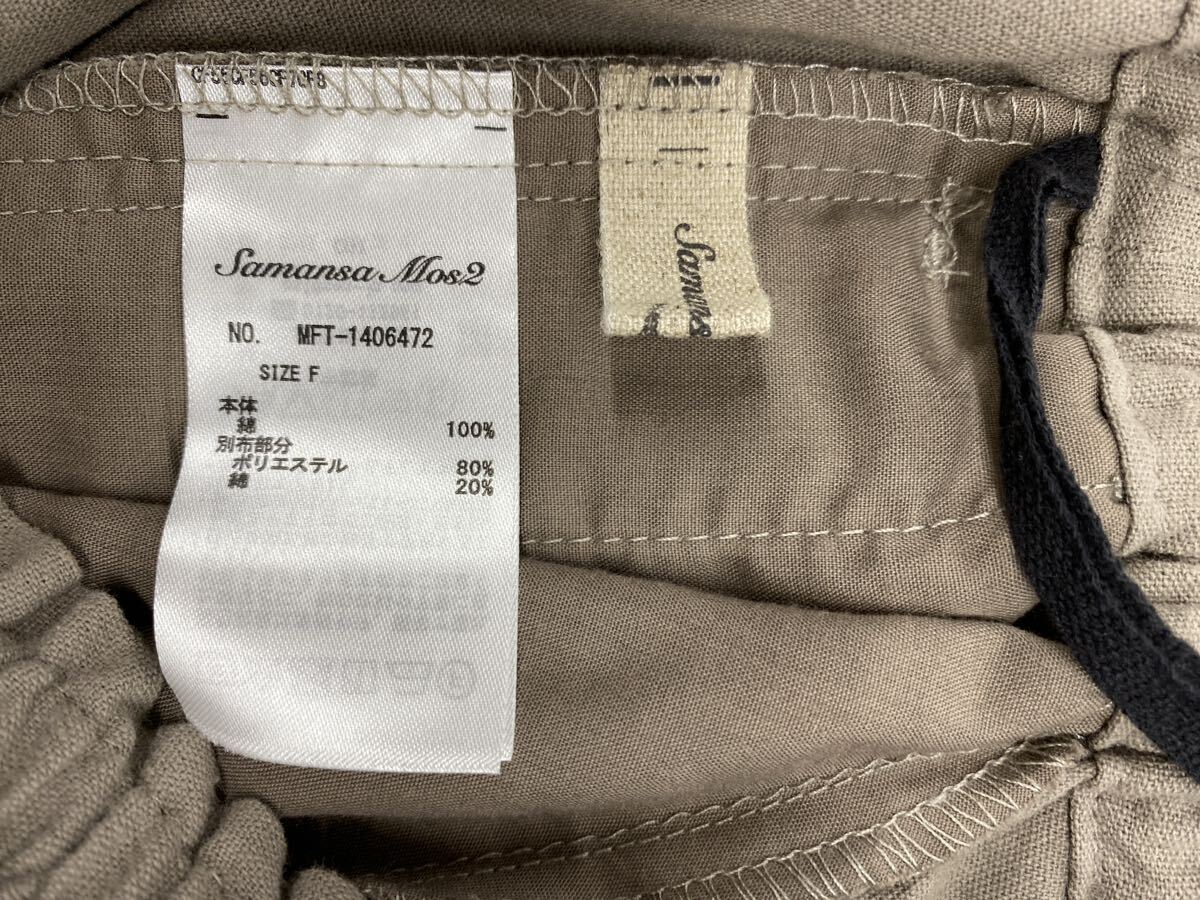 Samansa Mos2
NO. MFT-1406472
SIZE F
本体
綿 100%
別布部分
ポリエステル 80%
綿 20%